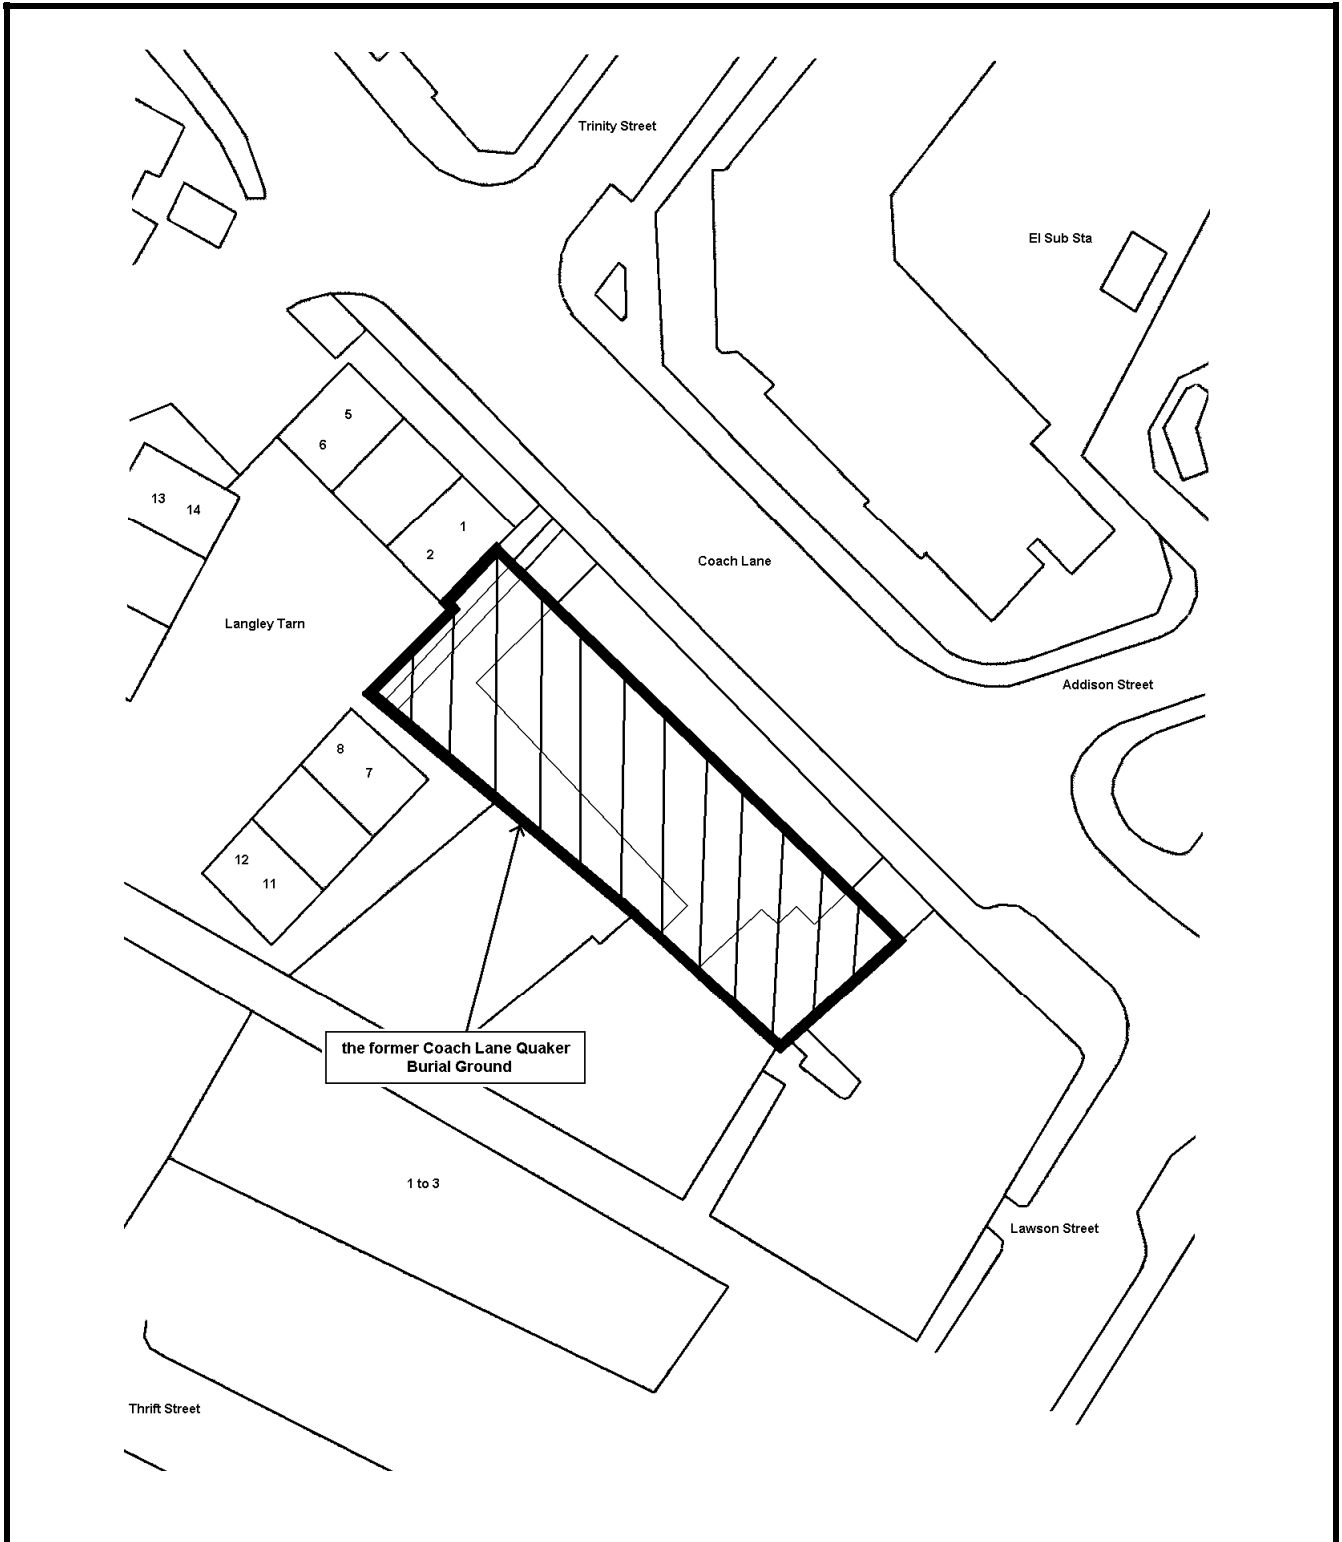 Trinity Street
El Sub Sta
5
6
13
14
1
2
Coach Lane
Langley Tarn
Addison Street
8
7
12
11
the former Coach Lane Quaker
Burial Ground
1 to 3
Lawson Street
Thrift Street